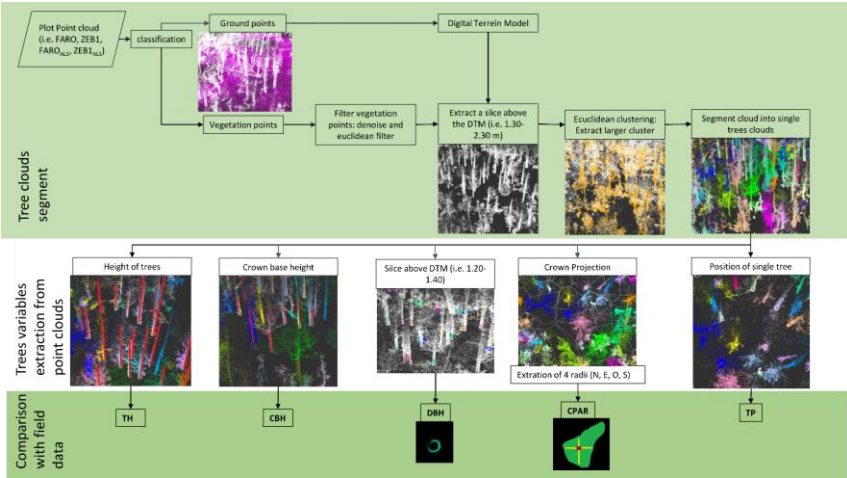 Plot Point cloud
(i.e. FARO, ZEB1,
FARO_ALS, ZEB1_ALS)
classification
Ground points
Digital Terrein Model
Vegetation points
Filter vegetation
points: denoise and
euclidean filter
Extract a slice above
the DTM (i.e. 1.30-
2.30 m)
Ecuclidean clustering:
Extract larger cluster
Segment cloud into single
trees clouds
Tree clouds
segment
Height of trees
Crown base height
Silce above DTM (i.e. 1.20-
1.40)
Crown Projection
Position of single tree
Extration of 4 radii (N, E, O, S)
Trees variables
extraction from
point clouds
TH
CBH
DBH
CPAR
TP
Comparison
with field
data